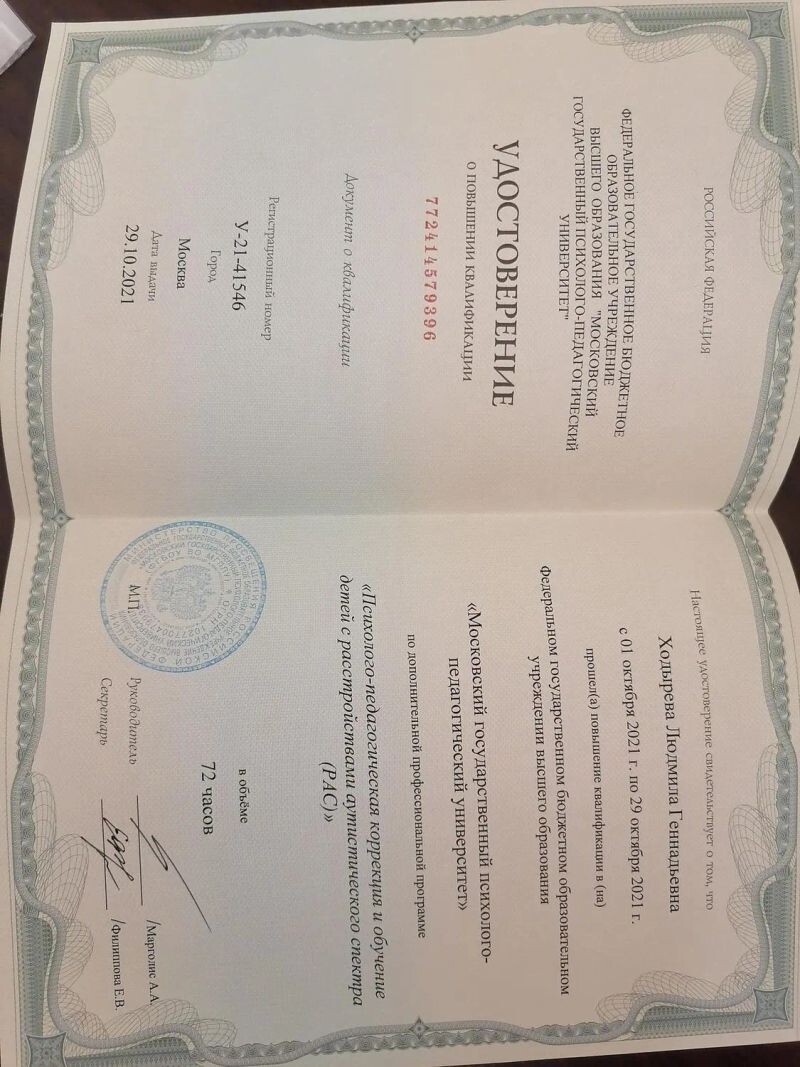 РОССИЙСКАЯ ФЕДЕРАЦИЯ
ФЕДЕРАЛЬНОЕ ГОСУДАРСТВЕННОЕ БЮДЖЕТНОЕ
ОБРАЗОВАТЕЛЬНОЕ УЧРЕЖДЕНИЕ
ВЫСШЕГО ОБРАЗОВАНИЯ "МОСКОВСКИЙ
ГОСУДАРСТВЕННЫЙ ПСИХОЛОГО-ПЕДАГОГИЧЕСКИЙ
УНИВЕРСИТЕТ"
УДОСТОВЕРЕНИЕ
О ПОВЫШЕНИИ КВАЛИФИКАЦИИ
772414579396
Документ о квалификации
Регистрационный номер
У-21-41546
Город
Москва
Дата выдачи
29.10.2021
Настоящее удостоверение свидетельствует о том, что
Ходырева Людмила Геннадьевна
с 01 октября 2021 г. по 29 октября 2021 г.
прошел(а) повышение квалификации в (на)
Федеральном государственном бюджетном образовательном
учреждении высшего образования
«Московский государственный психолого-
педагогический университет»
по дополнительной профессиональной программе
«Психолого-педагогическая коррекция и обучение
детей с расстройствами аутистического спектра
(РАС)»
в объёме
72 часов
М.П.
Руководитель /Марголис А.А.
Секретарь /Филиппова Е.В.
МИНИСТЕРСТВО ПРОСВЕЩЕНИЯ РОССИЙСКОЙ ФЕДЕРАЦИИ